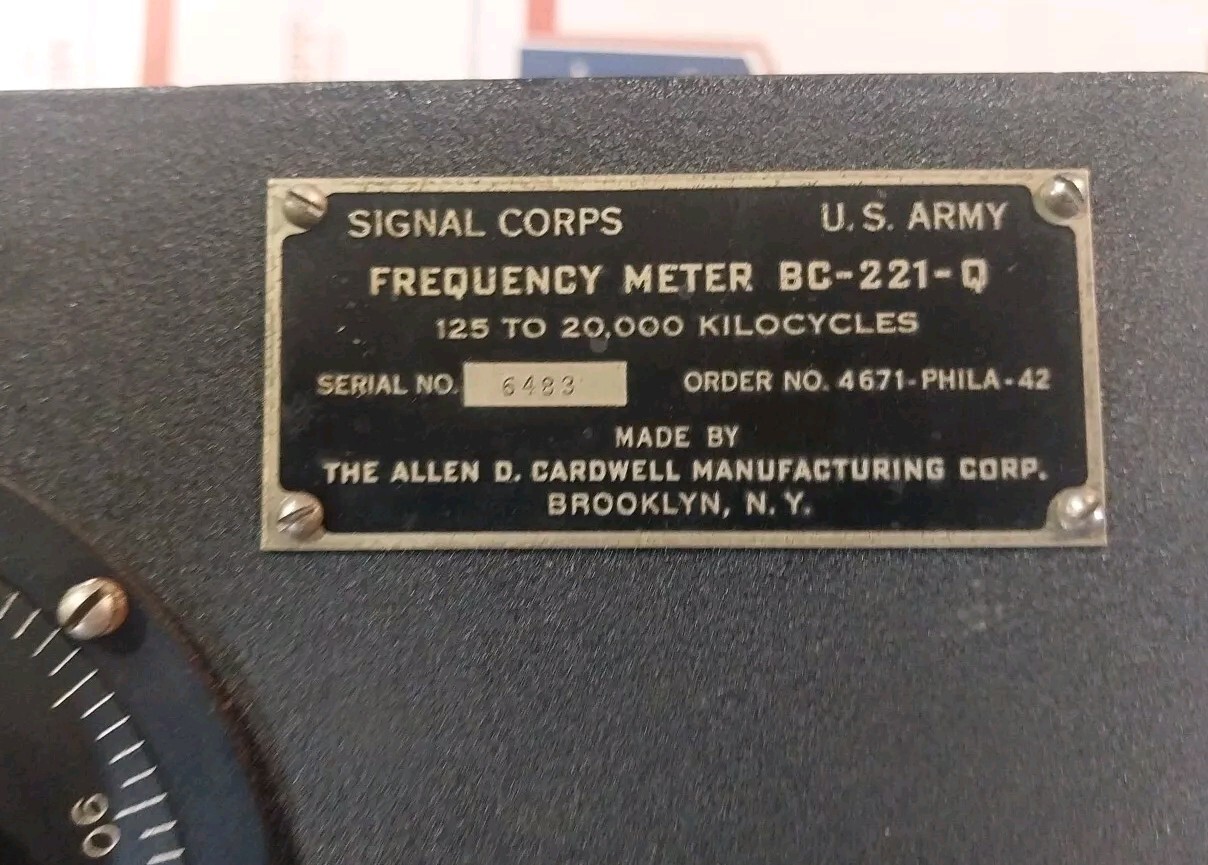 SIGNAL CORPS U. S. ARMY
FREQUENCY METER BC-221-Q
125 TO 20,000 KILOCYCLES
SERIAL NO. 6483 ORDER NO. 4671-PHILA-42
MADE BY
THE ALLEN D. CARDWELL MANUFACTURING CORP.
BROOKLYN, N. Y.
90